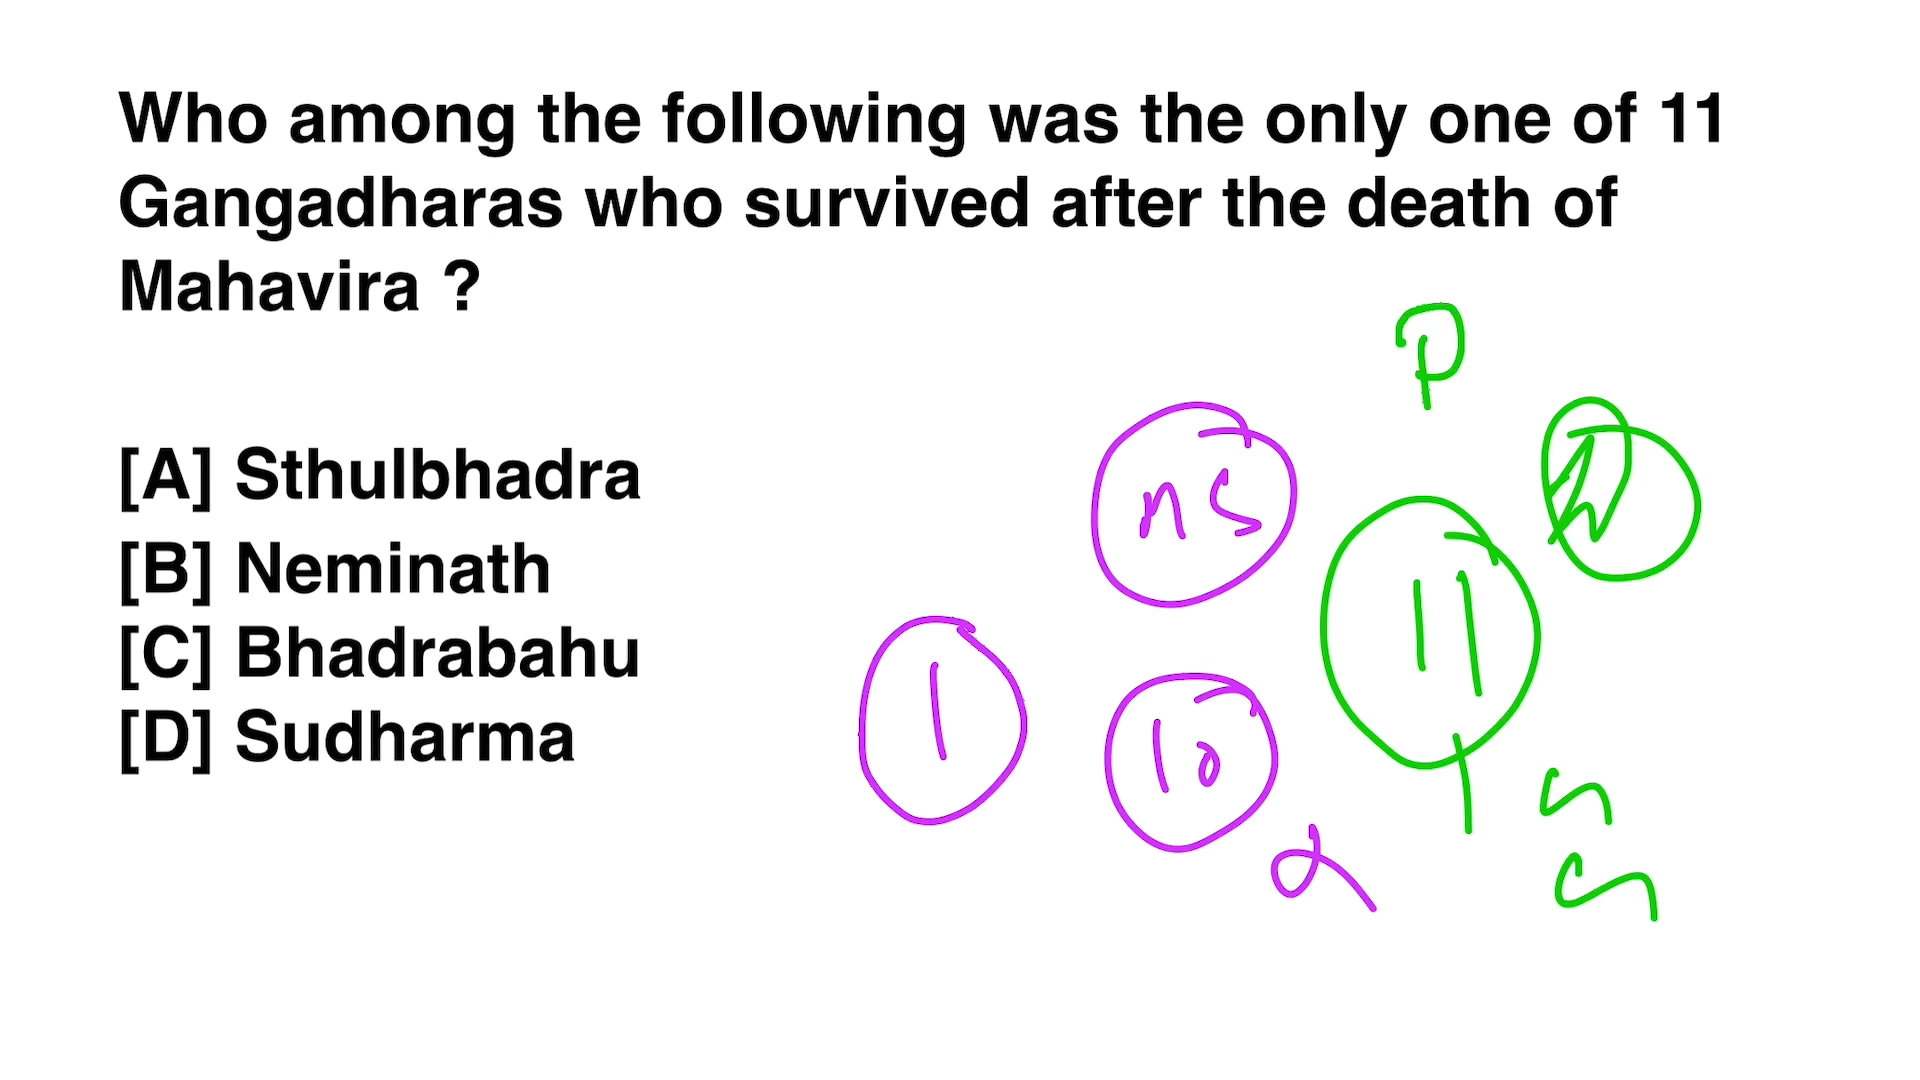 Who among the following was the only one of 11
Gangadharas who survived after the death of
Mahavira ?
P
[A] Sthulbhadra
[B] Neminath
[C] Bhadrabahu
[D] Sudharma
11
1
10